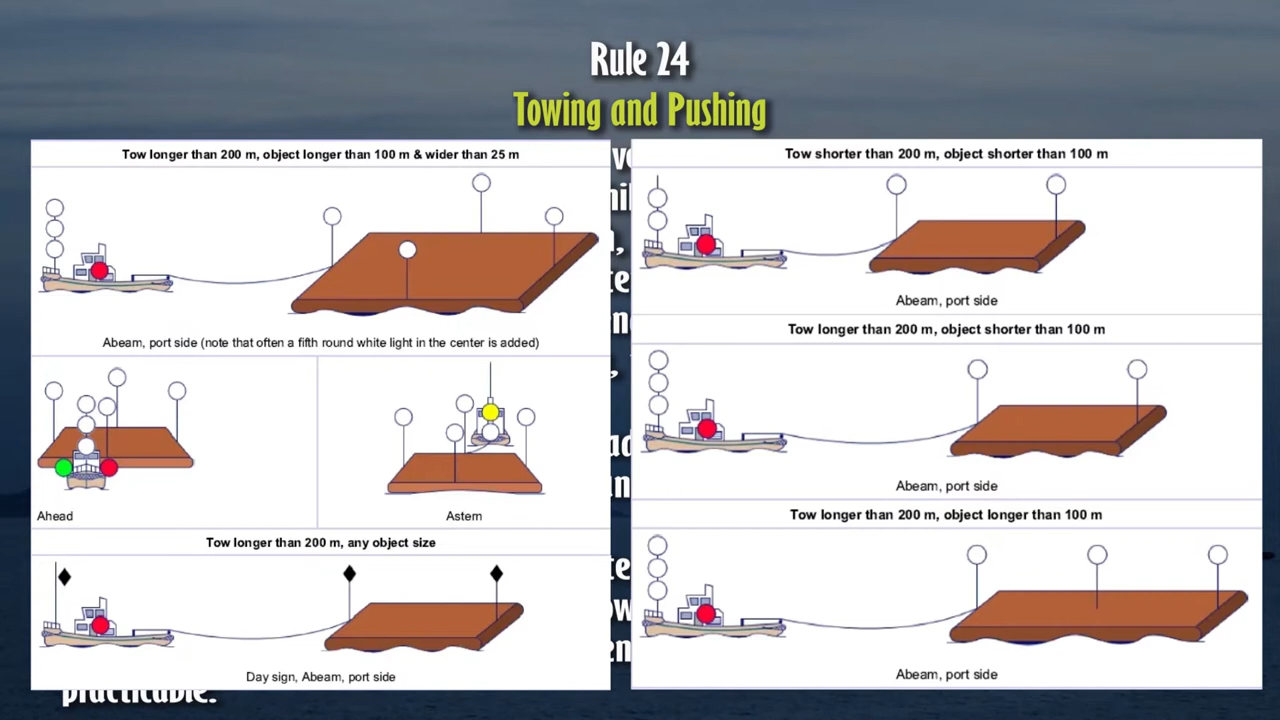 Rule 24
Towing and Pushing
Tow longer than 200 m, object longer than 100 m & wider than 25 m
Abeam, port side (note that often a fifth round white light in the center is added)
Ahead
Astern
Tow longer than 200 m, any object size
Day sign, Abeam, port side
Tow shorter than 200 m, object shorter than 100 m
Abeam, port side
Tow longer than 200 m, object shorter than 100 m
Abeam, port side
Tow longer than 200 m, object longer than 100 m
Abeam, port side
practicable.